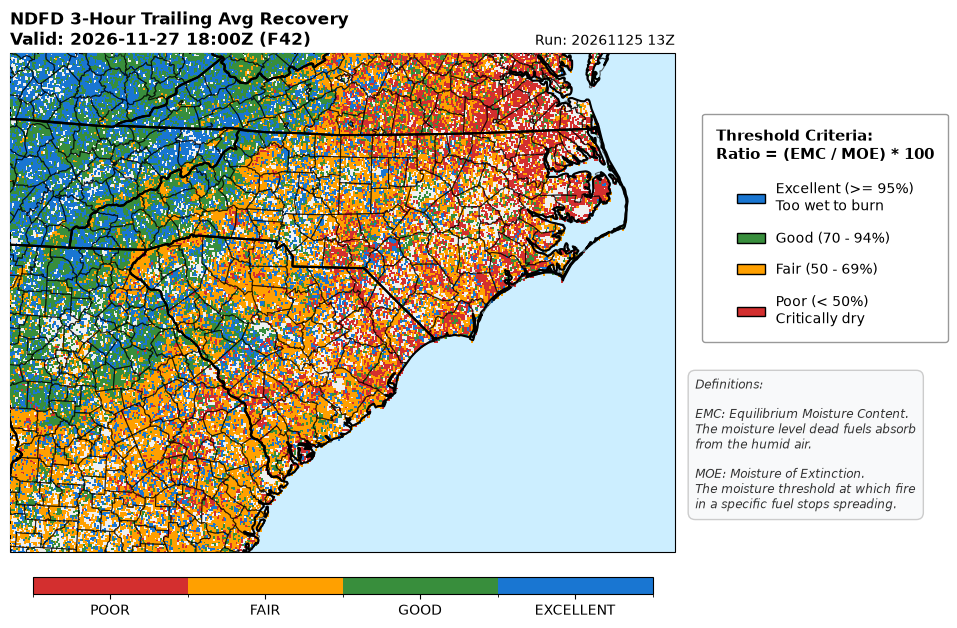 NDFD 3-Hour Trailing Avg Recovery
Valid: 2026-11-27 18:00Z (F42)
Run: 20261125 13Z
Threshold Criteria:
Ratio = (EMC / MOE) * 100
Excellent (>= 95%)
Too wet to burn
Good (70 - 94%)
Fair (50 - 69%)
Poor (< 50%)
Critically dry
Definitions:
EMC: Equilibrium Moisture Content.
The moisture level dead fuels absorb
from the humid air.
MOE: Moisture of Extinction.
The moisture threshold at which fire
in a specific fuel stops spreading.
POOR
FAIR
GOOD
EXCELLENT